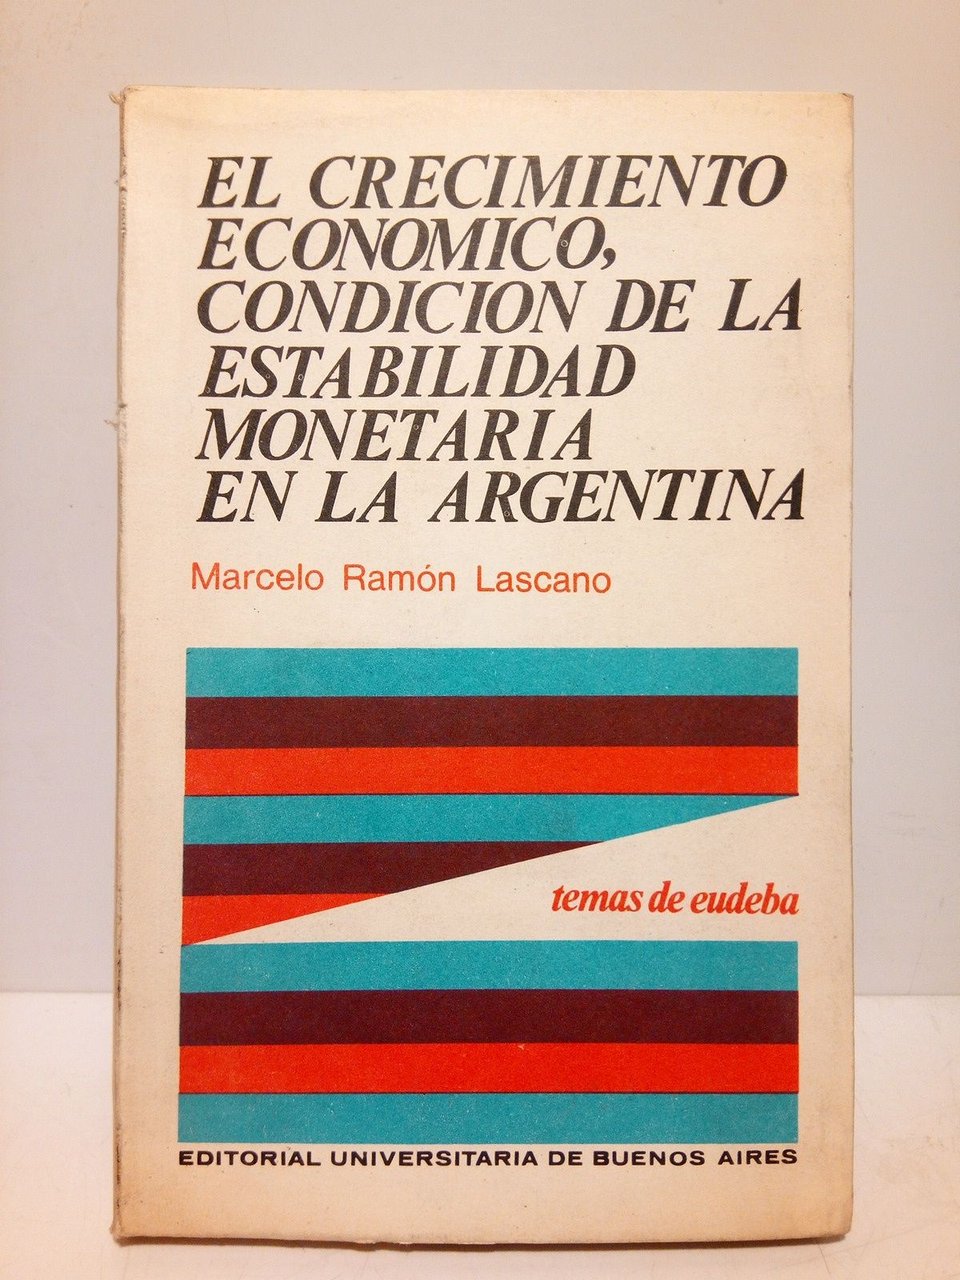 EL CRECIMIENTO
ECONOMICO,
CONDICION DE LA
ESTABILIDAD
MONETARIA
EN LA ARGENTINA
Marcelo Ramón Lascano
temas de eudeba
EDITORIAL UNIVERSITARIA DE BUENOS AIRES